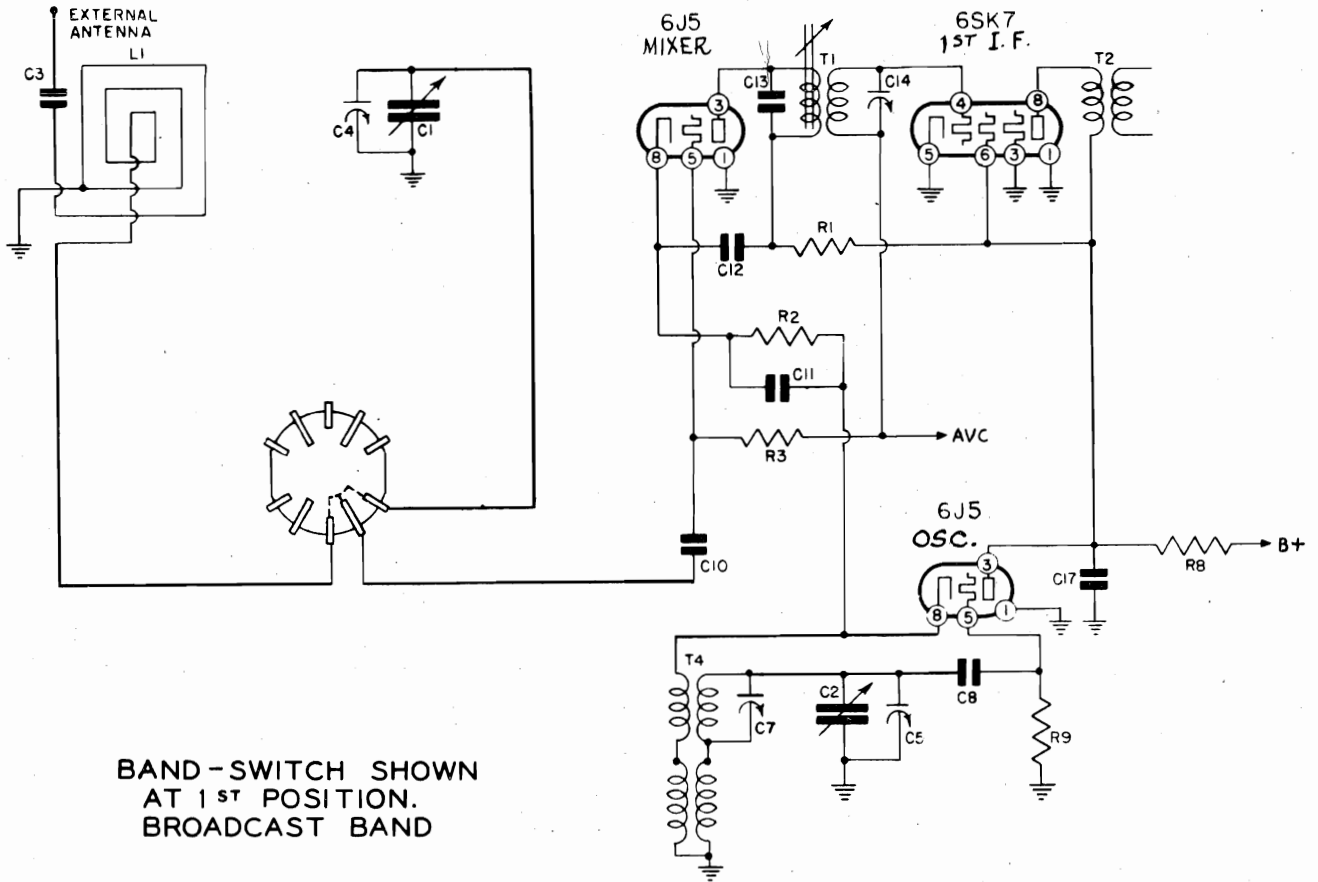 EXTERNAL
ANTENNA
L1
C3
C4
C1
6J5
MIXER
C13
T1
C14
6SK7
1ST I.F.
T2
3
8
5
1
4
8
5
6
3
1
C12
R1
R2
C11
R3
AVC
C10
6J5
OSC.
3
8
5
1
C17
R8
B+
T4
C7
C2
C5
C8
R9
BAND-SWITCH SHOWN
AT 1ST POSITION.
BROADCAST BAND